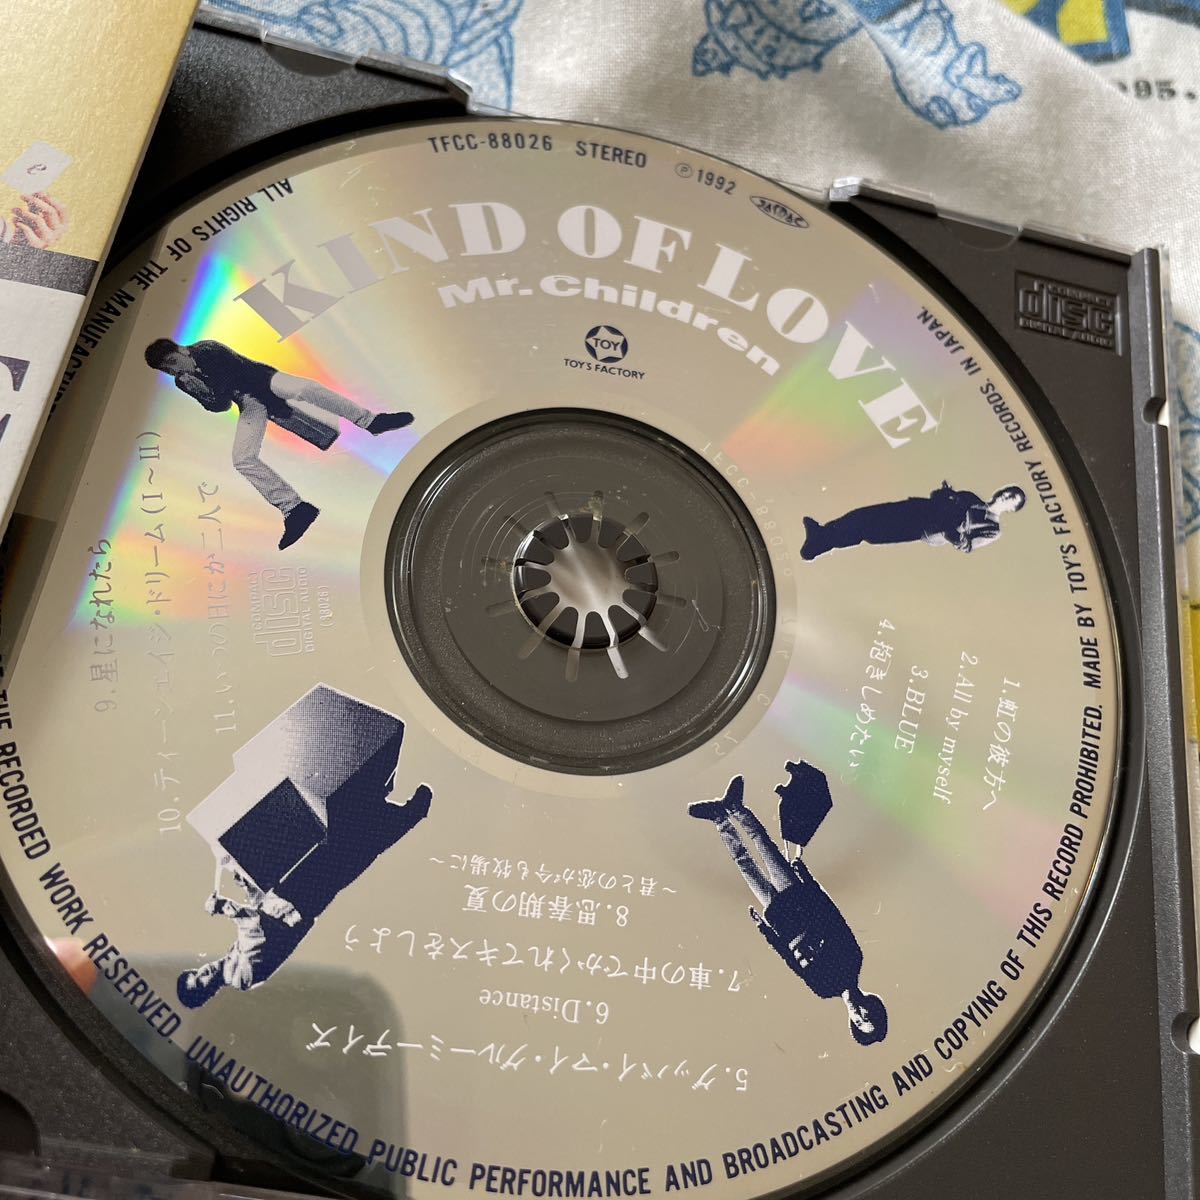 TFCC-88026 STEREO ℗1992 JASRAC
KIND OF LOVE
Mr. Children
TOY
TOY'S FACTORY
1.虹の彼方へ
2.All by myself
3.BLUE
4.抱きしめたい
5.グッバイ・マイ・グルーミーデイズ
6.Distance
7.車の中でかくれてキスをしよう
8.思春期の夏
~君との恋が今も牧場に~
9.星になれたら
10.ティーンエイジ・ドリーム(I~II)
11.いつの日にか二人で
COMPACT
disc
DIGITAL AUDIO
(88026)
ALL RIGHTS OF THE MANUFACTURER
THE RECORDED WORK RESERVED. UNAUTHORIZED PUBLIC PERFORMANCE AND BROADCASTING AND COPYING OF THIS RECORD PROHIBITED. MADE BY TOY'S FACTORY RECORDS, IN JAPAN.
COMPACT
disc
DIGITAL AUDIO
e